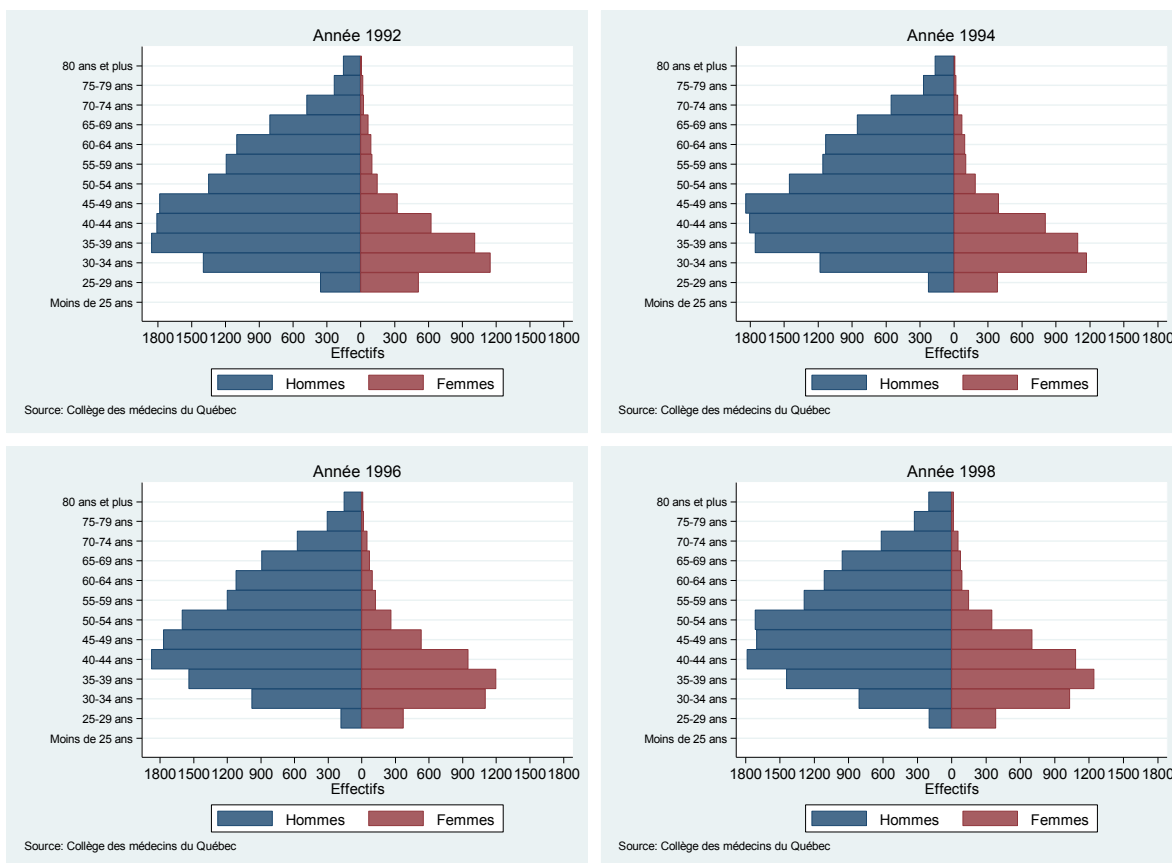 Année 1992
80 ans et plus
75-79 ans
70-74 ans
65-69 ans
60-64 ans
55-59 ans
50-54 ans
45-49 ans
40-44 ans
35-39 ans
30-34 ans
25-29 ans
Moins de 25 ans
1800 1500 1200 900 600 300 0 300 600 900 1200 1500 1800
Effectifs
Hommes Femmes
Source: Collège des médecins du Québec
Année 1994
80 ans et plus
75-79 ans
70-74 ans
65-69 ans
60-64 ans
55-59 ans
50-54 ans
45-49 ans
40-44 ans
35-39 ans
30-34 ans
25-29 ans
Moins de 25 ans
1800 1500 1200 900 600 300 0 300 600 900 1200 1500 1800
Effectifs
Hommes Femmes
Source: Collège des médecins du Québec
Année 1996
80 ans et plus
75-79 ans
70-74 ans
65-69 ans
60-64 ans
55-59 ans
50-54 ans
45-49 ans
40-44 ans
35-39 ans
30-34 ans
25-29 ans
Moins de 25 ans
1800 1500 1200 900 600 300 0 300 600 900 1200 1500 1800
Effectifs
Hommes Femmes
Source: Collège des médecins du Québec
Année 1998
80 ans et plus
75-79 ans
70-74 ans
65-69 ans
60-64 ans
55-59 ans
50-54 ans
45-49 ans
40-44 ans
35-39 ans
30-34 ans
25-29 ans
Moins de 25 ans
1800 1500 1200 900 600 300 0 300 600 900 1200 1500 1800
Effectifs
Hommes Femmes
Source: Collège des médecins du Québec